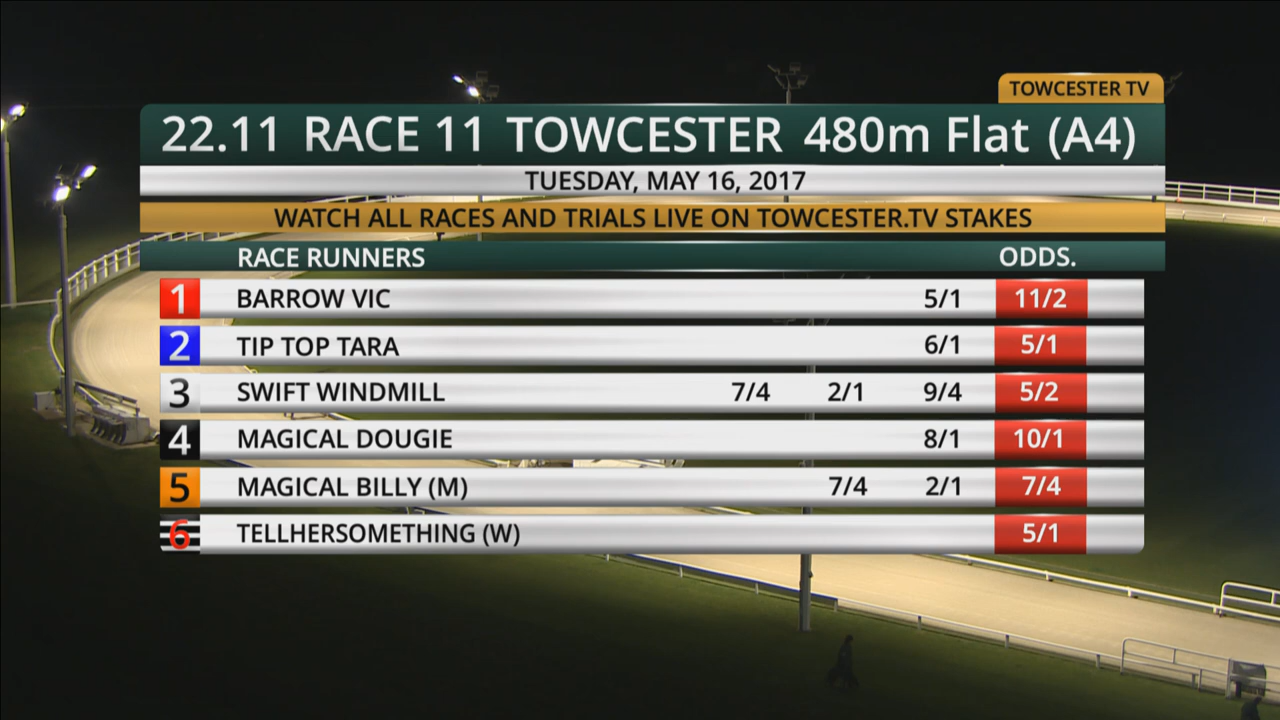 TOWCESTER TV
22.11 RACE 11 TOWCESTER 480m Flat (A4)
TUESDAY, MAY 16, 2017
WATCH ALL RACES AND TRIALS LIVE ON TOWCESTER.TV STAKES
RACE RUNNERS ODDS.
1 BARROW VIC 5/1 11/2
2 TIP TOP TARA 6/1 5/1
3 SWIFT WINDMILL 7/4 2/1 9/4 5/2
4 MAGICAL DOUGIE 8/1 10/1
5 MAGICAL BILLY (M) 7/4 2/1 7/4
6 TELLHERSOMETHING (W) 5/1